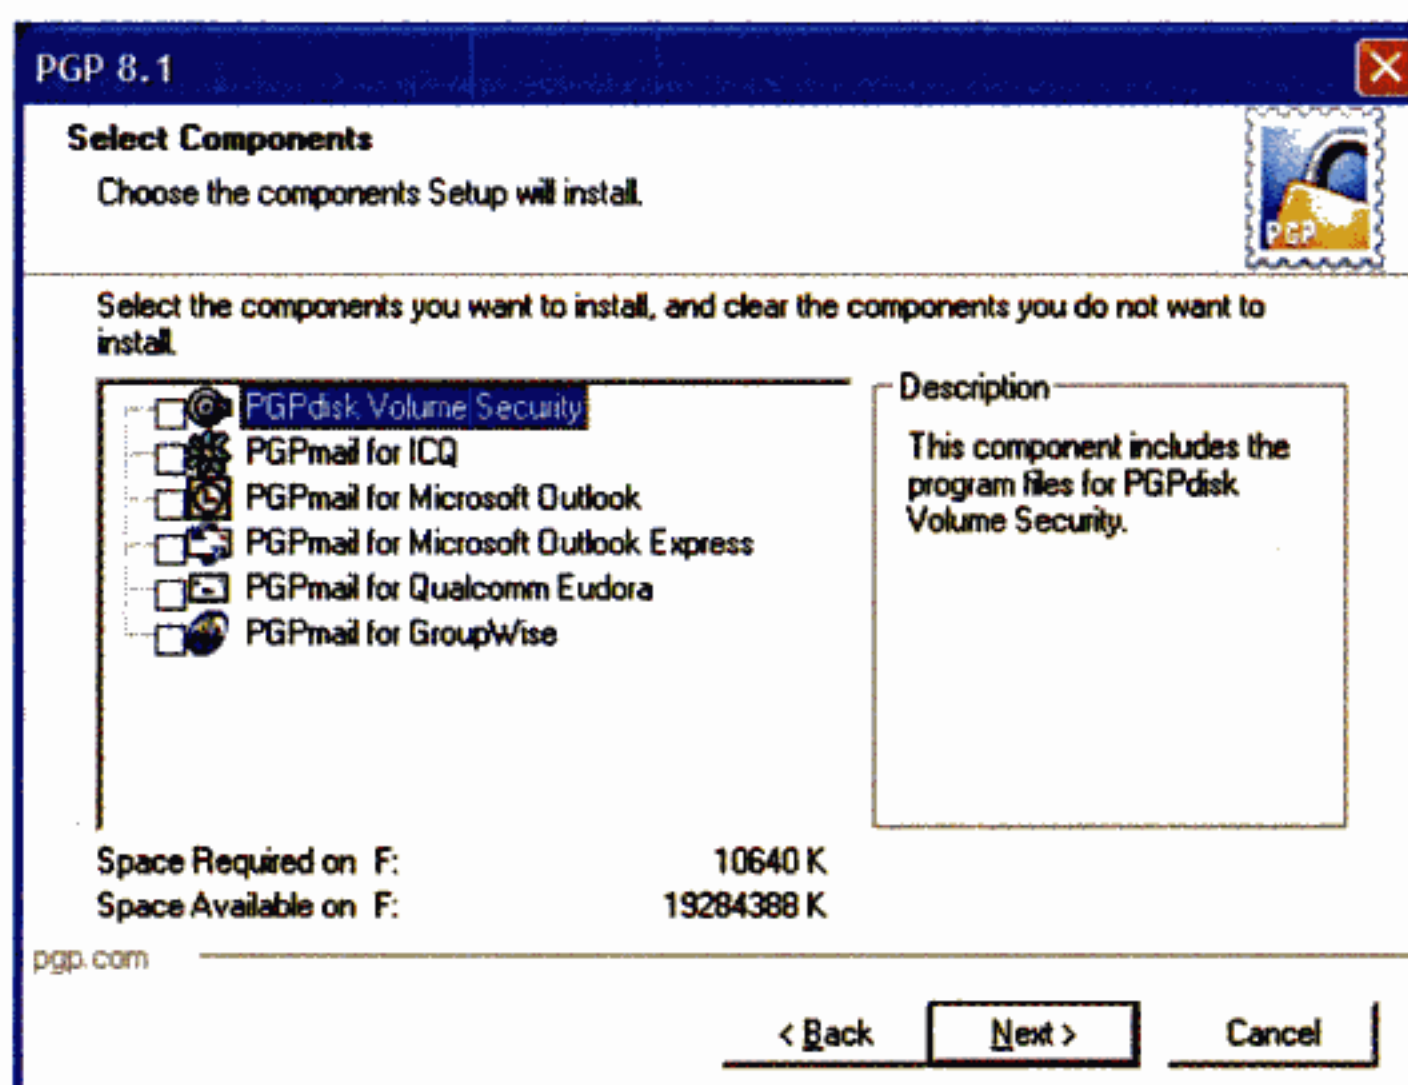 PGP 8.1
Select Components
Choose the components Setup will install.
PGP
Select the components you want to install, and clear the components you do not want to
install.
PGPdisk Volume Security
PGPmail for ICQ
PGPmail for Microsoft Outlook
PGPmail for Microsoft Outlook Express
PGPmail for Qualcomm Eudora
PGPmail for GroupWise
Description
This component includes the
program files for PGPdisk
Volume Security.
Space Required on F: 10640 K
Space Available on F: 19284388 K
pgp.com
< Back Next > Cancel